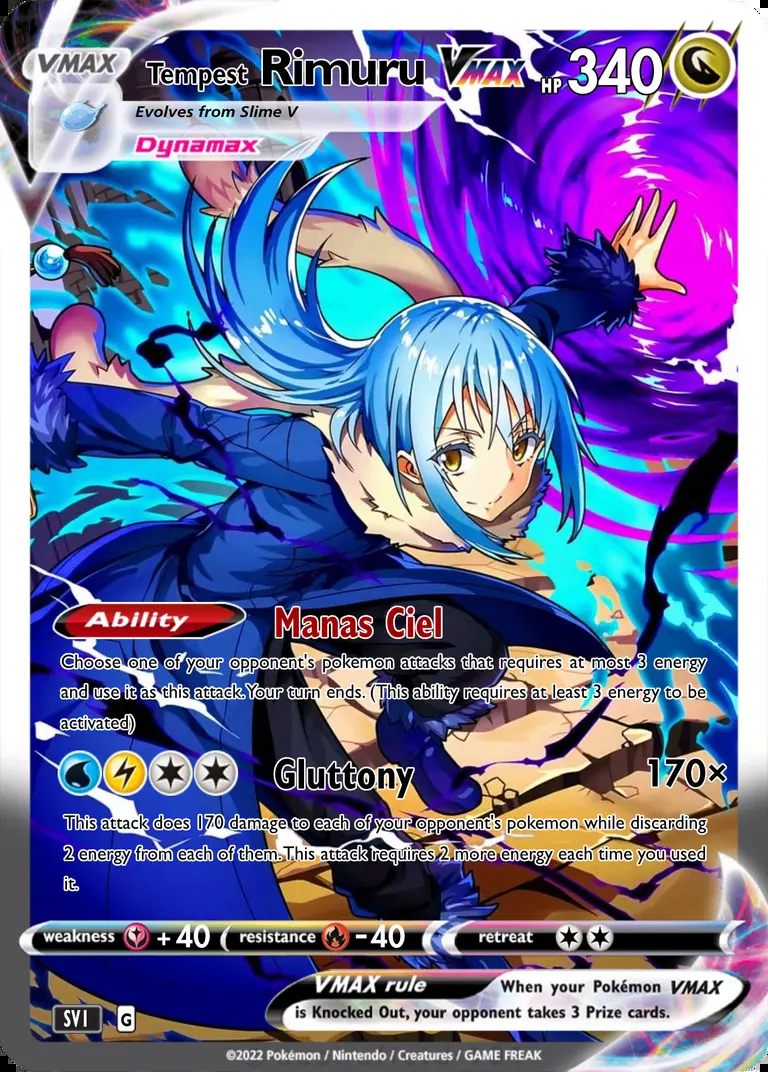 VMAX Tempest Rimuru VMAX HP 340
Evolves from Slime V
Dynamax
Ability Manas Ciel
Choose one of your opponent's pokemon attacks that requires at most 3 energy
and use it as this attack. Your turn ends. (This ability requires at least 3 energy to be
activated)
Gluttony 170×
This attack does 170 damage to each of your opponent's pokemon while discarding
2 energy from each of them. This attack requires 2 more energy each time you used
it.
weakness +40 resistance -40 retreat
VMAX rule When your Pokémon VMAX
is Knocked Out, your opponent takes 3 Prize cards.
SVI G
©2022 Pokémon / Nintendo / Creatures / GAME FREAK